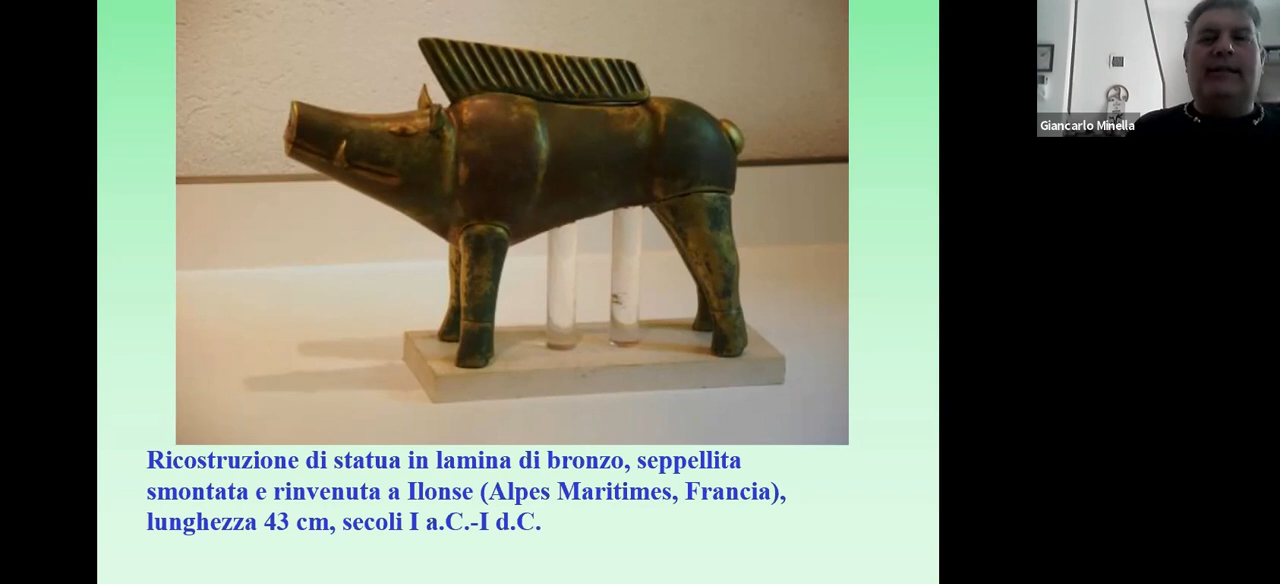 Giancarlo Minella
Ricostruzione di statua in lamina di bronzo, seppellita
smontata e rinvenuta a Ilonse (Alpes Maritimes, Francia),
lunghezza 43 cm, secoli I a.C.-I d.C.